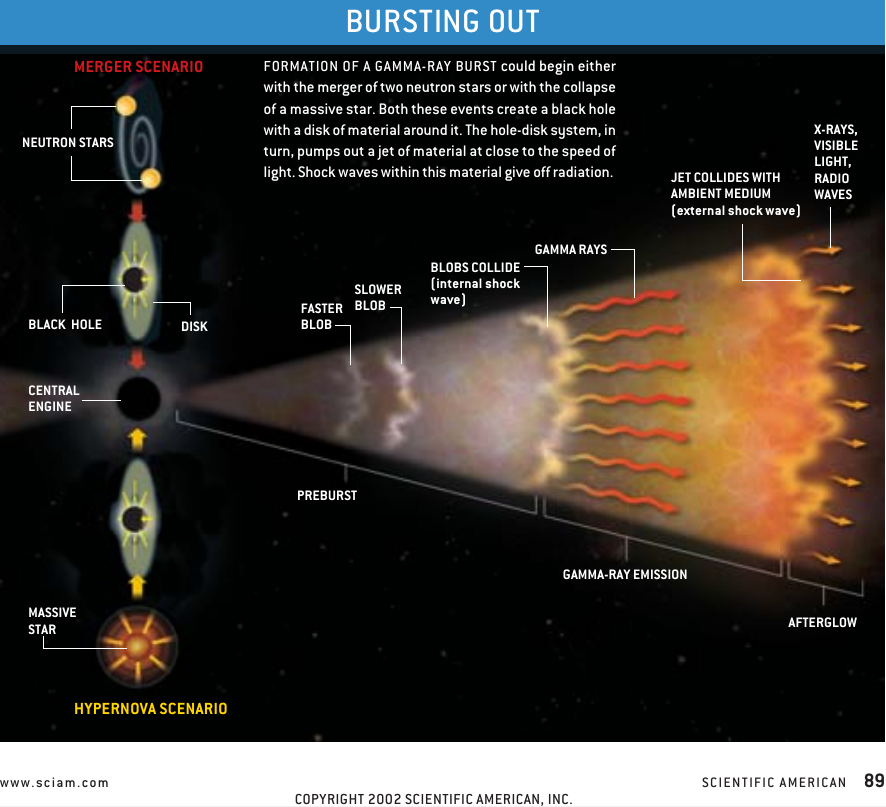 BURSTING OUT
MERGER SCENARIO
FORMATION OF A GAMMA-RAY BURST could begin either
with the merger of two neutron stars or with the collapse
of a massive star. Both these events create a black hole
with a disk of material around it. The hole-disk system, in
turn, pumps out a jet of material at close to the speed of
light. Shock waves within this material give off radiation.
NEUTRON STARS
X-RAYS,
VISIBLE
LIGHT,
RADIO
WAVES
JET COLLIDES WITH
AMBIENT MEDIUM
(external shock wave)
GAMMA RAYS
BLOBS COLLIDE
(internal shock
wave)
SLOWER
BLOB
FASTER
BLOB
BLACK HOLE
DISK
CENTRAL
ENGINE
PREBURST
GAMMA-RAY EMISSION
AFTERGLOW
MASSIVE
STAR
HYPERNOVA SCENARIO
www.sciam.com
SCIENTIFIC AMERICAN 89
COPYRIGHT 2002 SCIENTIFIC AMERICAN, INC.